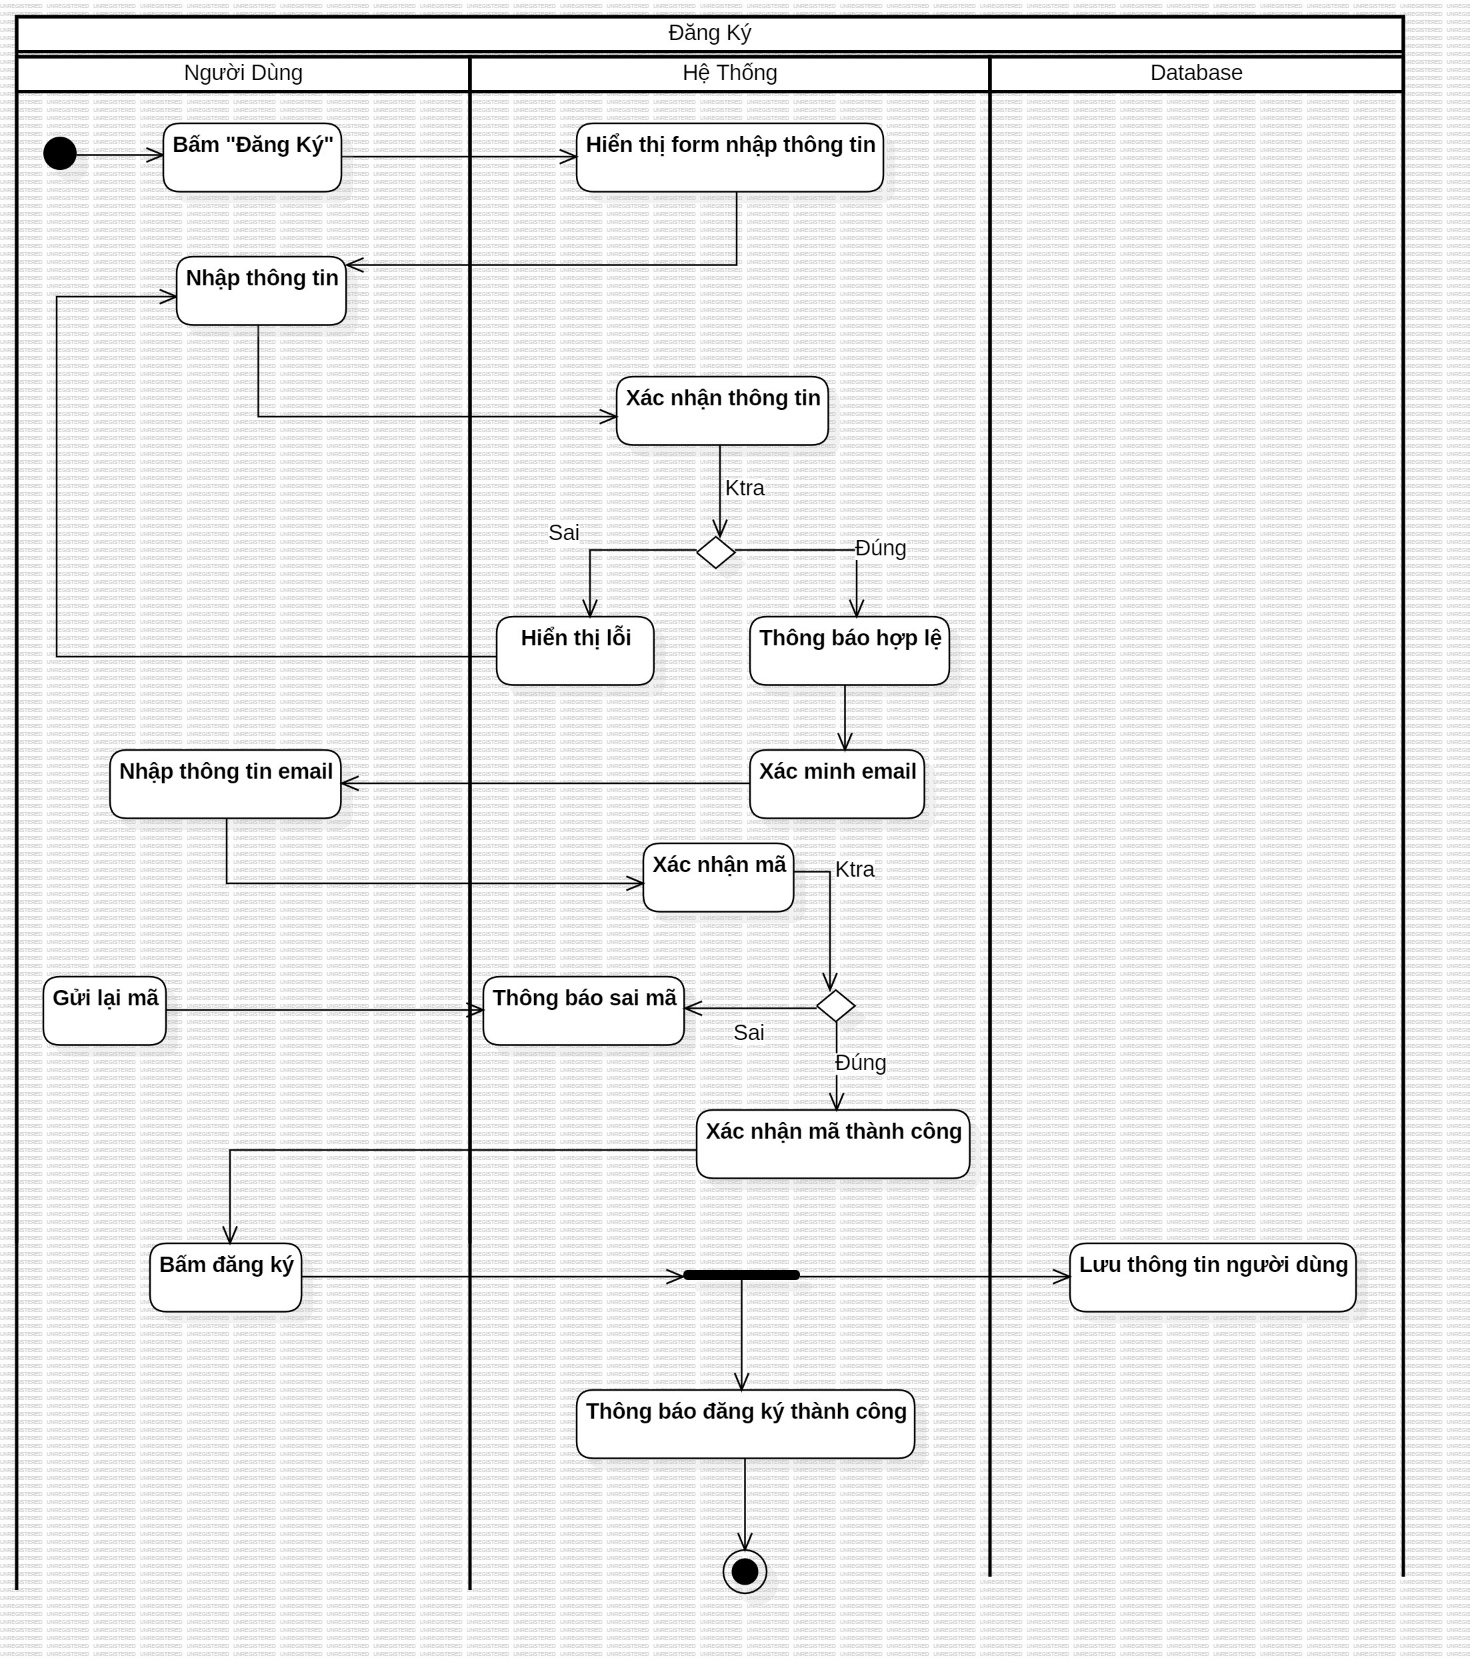 Đăng Ký
Người Dùng
Hệ Thống
Database
Bấm "Đăng Ký"
Hiển thị form nhập thông tin
Nhập thông tin
Xác nhận thông tin
Ktra
Sai
Đúng
Hiển thị lỗi
Thông báo hợp lệ
Nhập thông tin email
Xác minh email
Xác nhận mã
Ktra
Gửi lại mã
Thông báo sai mã
Sai
Đúng
Xác nhận mã thành công
Bấm đăng ký
Lưu thông tin người dùng
Thông báo đăng ký thành công